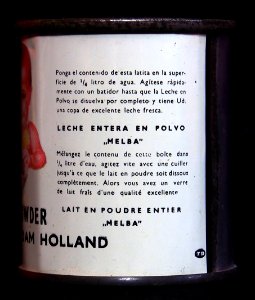 Ponga el contenido de esta latita en la super-
ficie de ¼ litro de agua. Agítese rápida-
mente con un batidor hasta que la Leche en
Polvo se disuelva por completo y tiene Ud.
una copa de excelente leche fresca.
LECHE ENTERA EN POLVO
„MELBA"
Mélangez le contenu de cette boîte dans
¼ litre d'eau, agitez vite avec une cuiller
jusqu'à ce que le lait en poudre soit dissous
complètement. Alors vous avez un verre
de lait frais d'une qualité excellente
LAIT EN POUDRE ENTIER
„MELBA"
WDER
AM HOLLAND